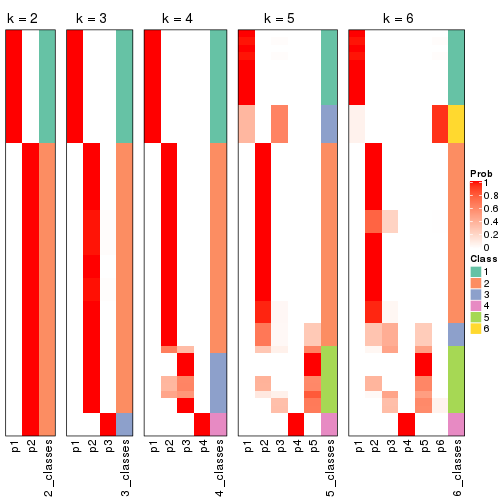 k = 2
k = 3
k = 4
k = 5
k = 6
p1
p2
2_classes
p1
p2
p3
3_classes
p1
p2
p3
p4
4_classes
p1
p2
p3
p4
p5
5_classes
p1
p2
p3
p4
p5
p6
6_classes
Prob
1
0.8
0.6
0.4
0.2
0
Class
1
2
3
4
5
6